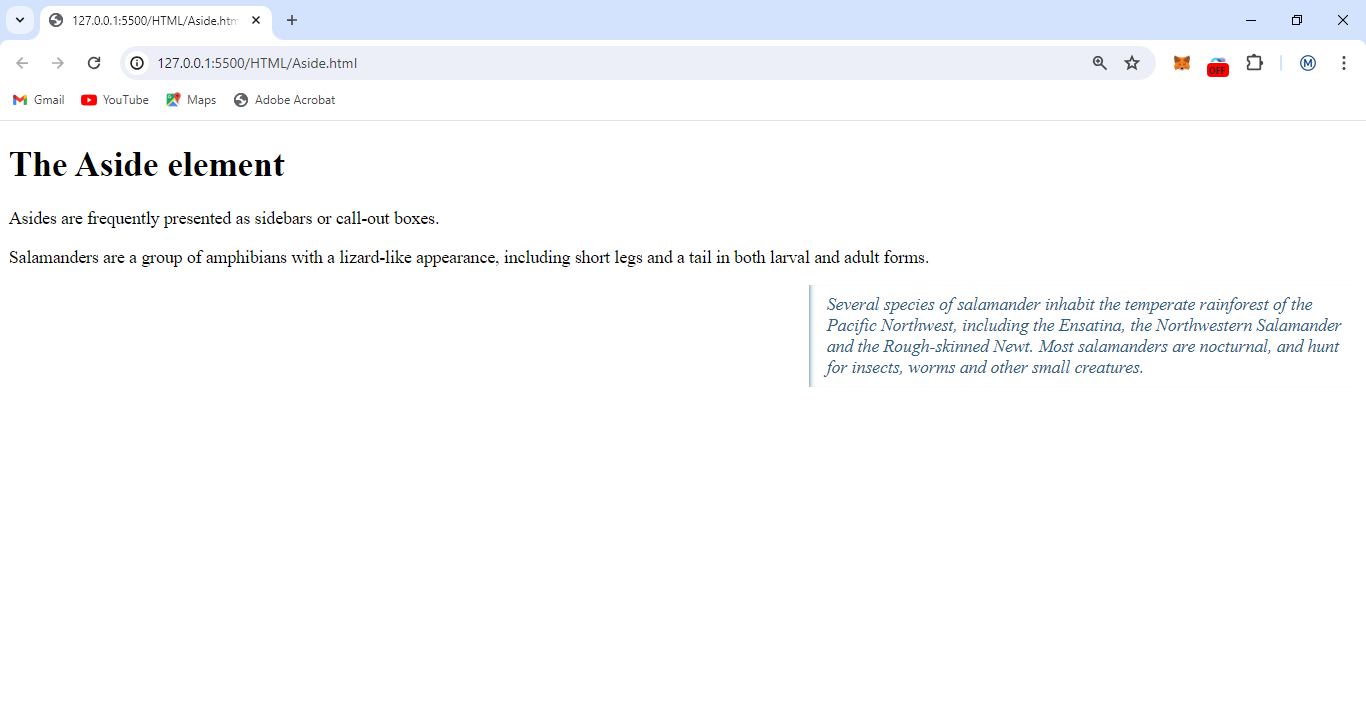 127.0.0.1:5500/HTML/Aside.htm
127.0.0.1:5500/HTML/Aside.html
OFF
M
Gmail
YouTube
Maps
Adobe Acrobat
The Aside element
Asides are frequently presented as sidebars or call-out boxes.
Salamanders are a group of amphibians with a lizard-like appearance, including short legs and a tail in both larval and adult forms.
Several species of salamander inhabit the temperate rainforest of the
Pacific Northwest, including the Ensatina, the Northwestern Salamander
and the Rough-skinned Newt. Most salamanders are nocturnal, and hunt
for insects, worms and other small creatures.